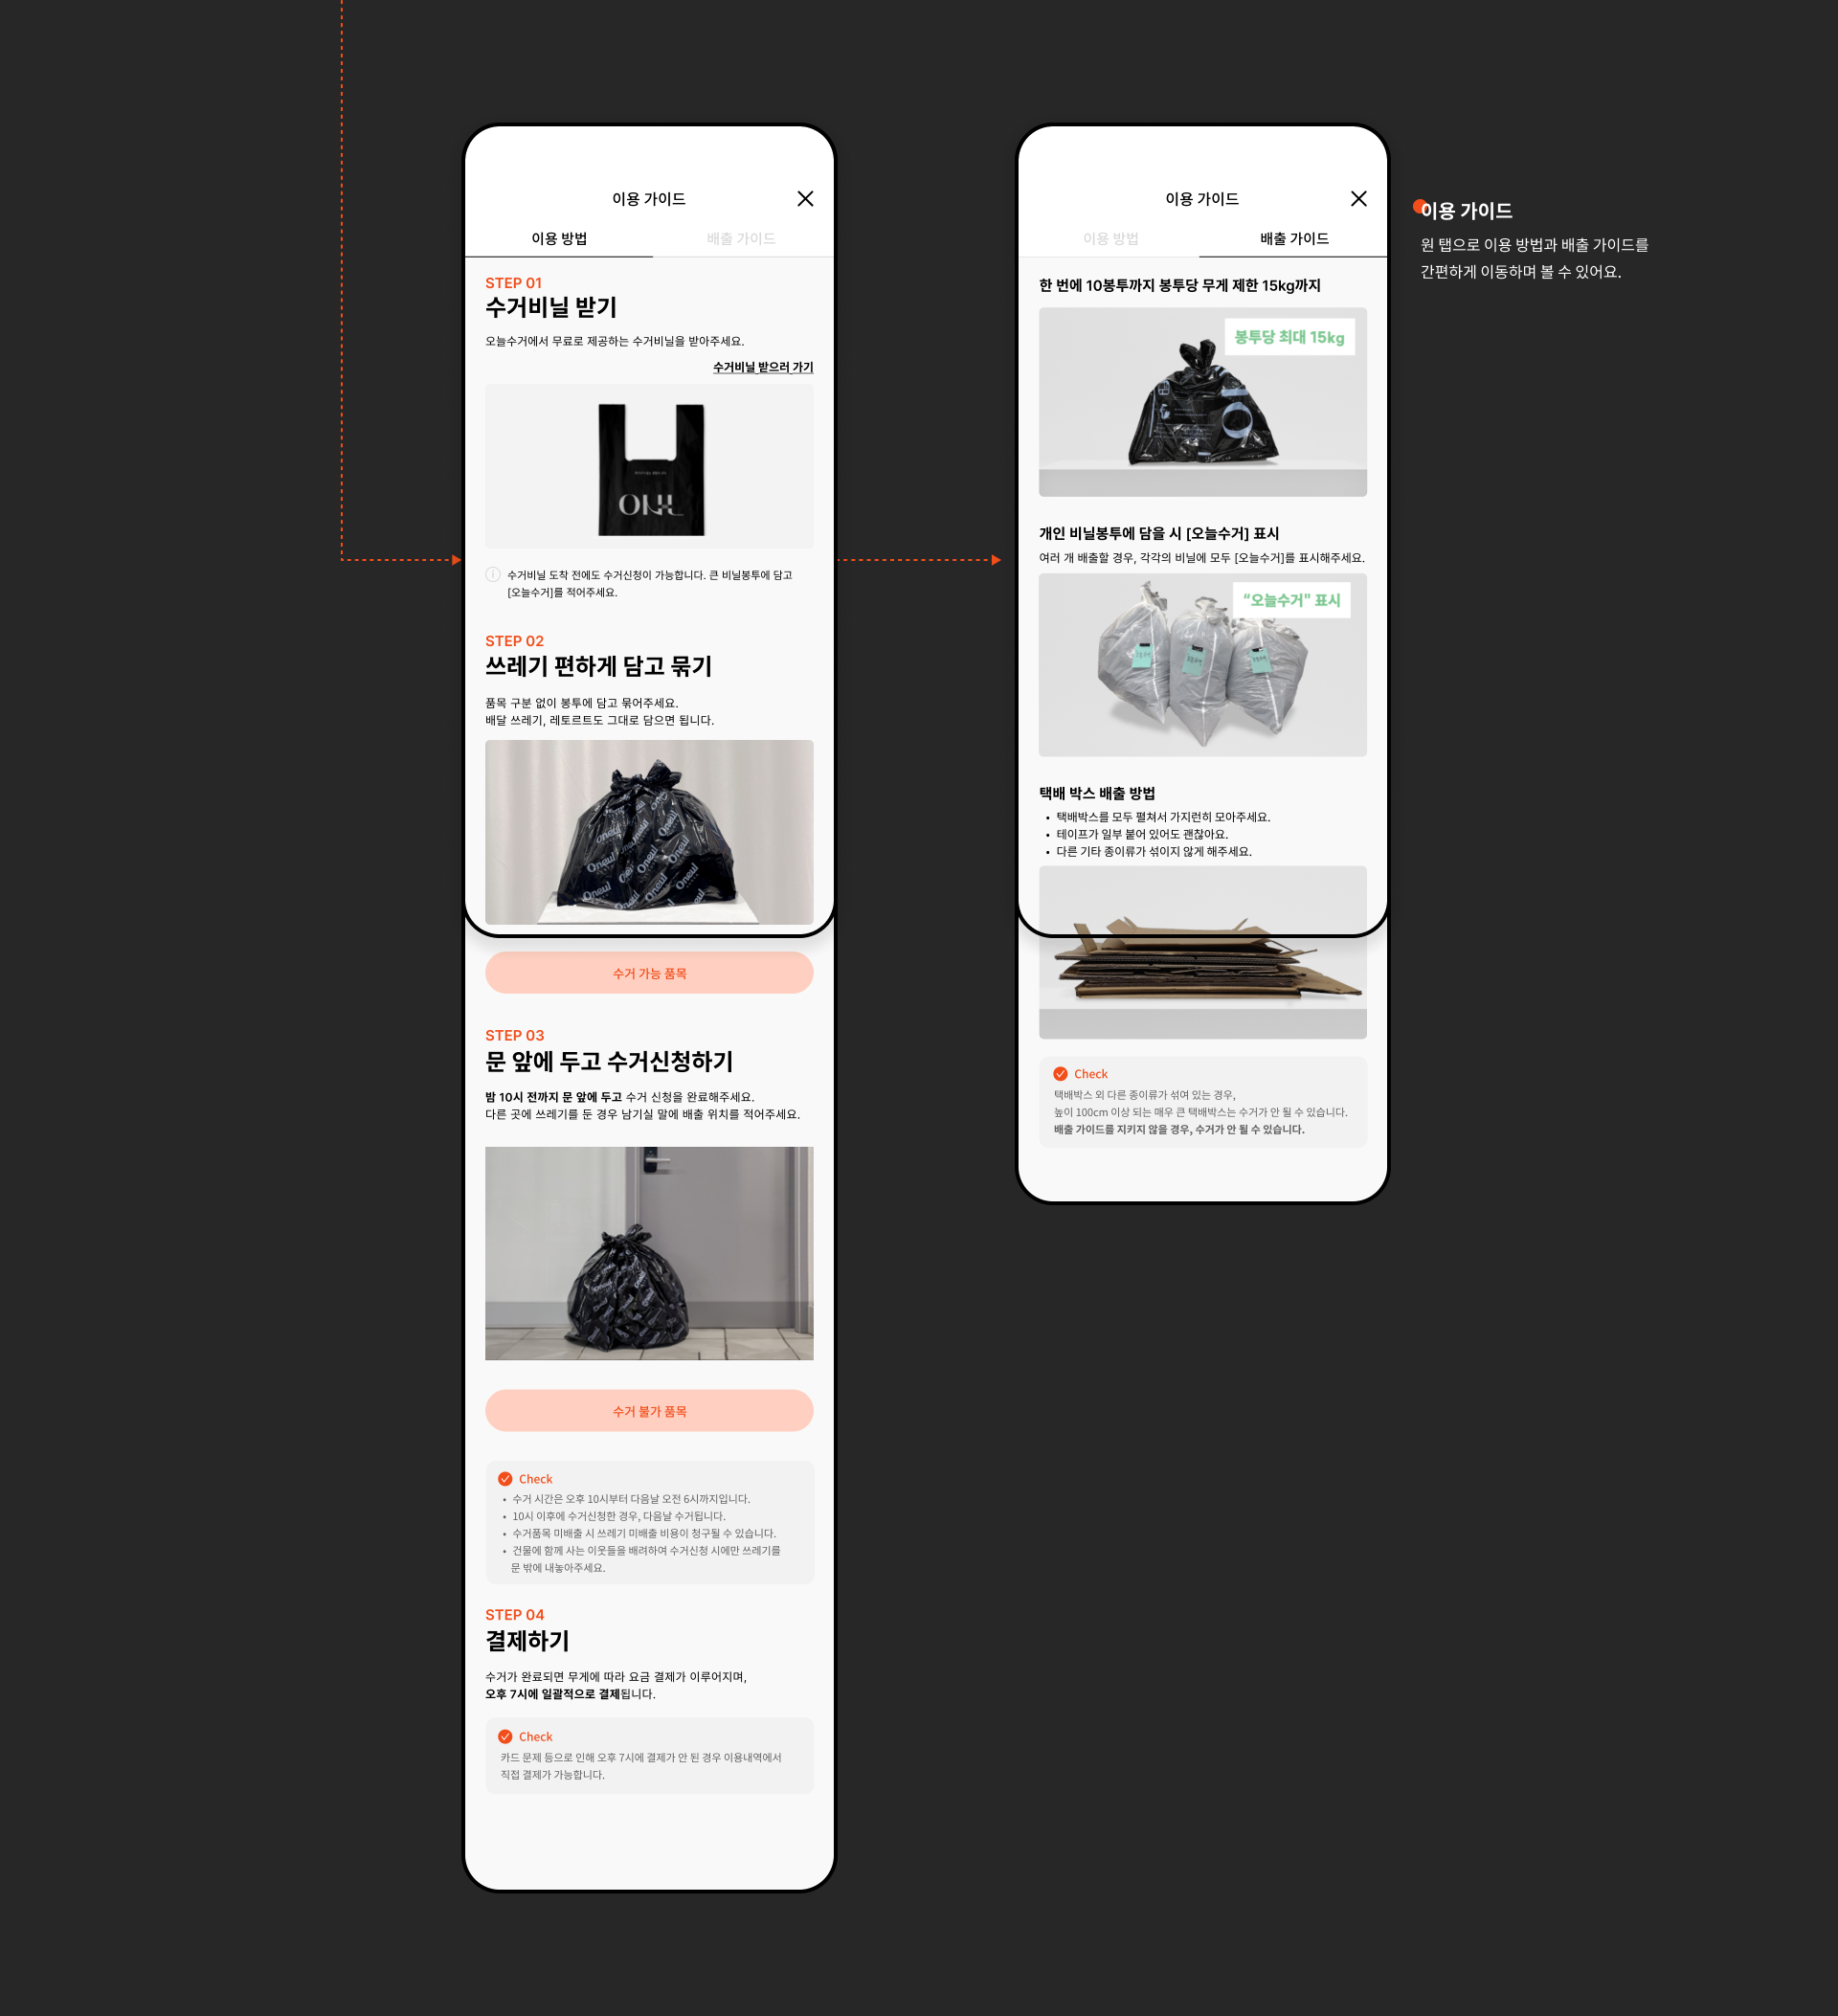 이용 가이드
이용 방법
배출 가이드
STEP 01
수거비닐 받기
오늘수거에서 무료로 제공하는 수거비닐을 받아주세요.
수거비닐 받으러 가기
수거비닐 도착 전에도 수거신청이 가능합니다. 큰 비닐봉투에 담고
[오늘수거]를 적어주세요.
STEP 02
쓰레기 편하게 담고 묶기
품목 구분 없이 봉투에 담고 묶어주세요.
배달 쓰레기, 레토르트도 그대로 담으면 됩니다.
Oneul
수거 가능 품목
STEP 03
문 앞에 두고 수거신청하기
밤 10시 전까지 문 앞에 두고 수거 신청을 완료해주세요.
다른 곳에 쓰레기를 둔 경우 남기실 말에 배출 위치를 적어주세요.
수거 불가 품목
Check
• 수거 시간은 오후 10시부터 다음날 오전 6시까지입니다.
• 10시 이후에 수거신청한 경우, 다음날 수거됩니다.
• 수거품목 미배출 시 쓰레기 미배출 비용이 청구될 수 있습니다.
• 건물에 함께 사는 이웃들을 배려하여 수거신청 시에만 쓰레기를
문 밖에 내놓아주세요.
STEP 04
결제하기
수거가 완료되면 무게에 따라 요금 결제가 이루어지며,
오후 7시에 일괄적으로 결제됩니다.
Check
카드 문제 등으로 인해 오후 7시에 결제가 안 된 경우 이용내역에서
직접 결제가 가능합니다.
이용 가이드
이용 방법
배출 가이드
한 번에 10봉투까지 봉투당 무게 제한 15kg까지
봉투당 최대 15kg
개인 비닐봉투에 담을 시 [오늘수거] 표시
여러 개 배출할 경우, 각각의 비닐에 모두 [오늘수거]를 표시해주세요.
“오늘수거" 표시
택배 박스 배출 방법
• 택배박스를 모두 펼쳐서 가지런히 모아주세요.
• 테이프가 일부 붙어 있어도 괜찮아요.
• 다른 기타 종이류가 섞이지 않게 해주세요.
Check
택배박스 외 다른 종이류가 섞여 있는 경우,
높이 100cm 이상 되는 매우 큰 택배박스는 수거가 안 될 수 있습니다.
배출 가이드를 지키지 않을 경우, 수거가 안 될 수 있습니다.
이용 가이드
원 탭으로 이용 방법과 배출 가이드를
간편하게 이동하며 볼 수 있어요.